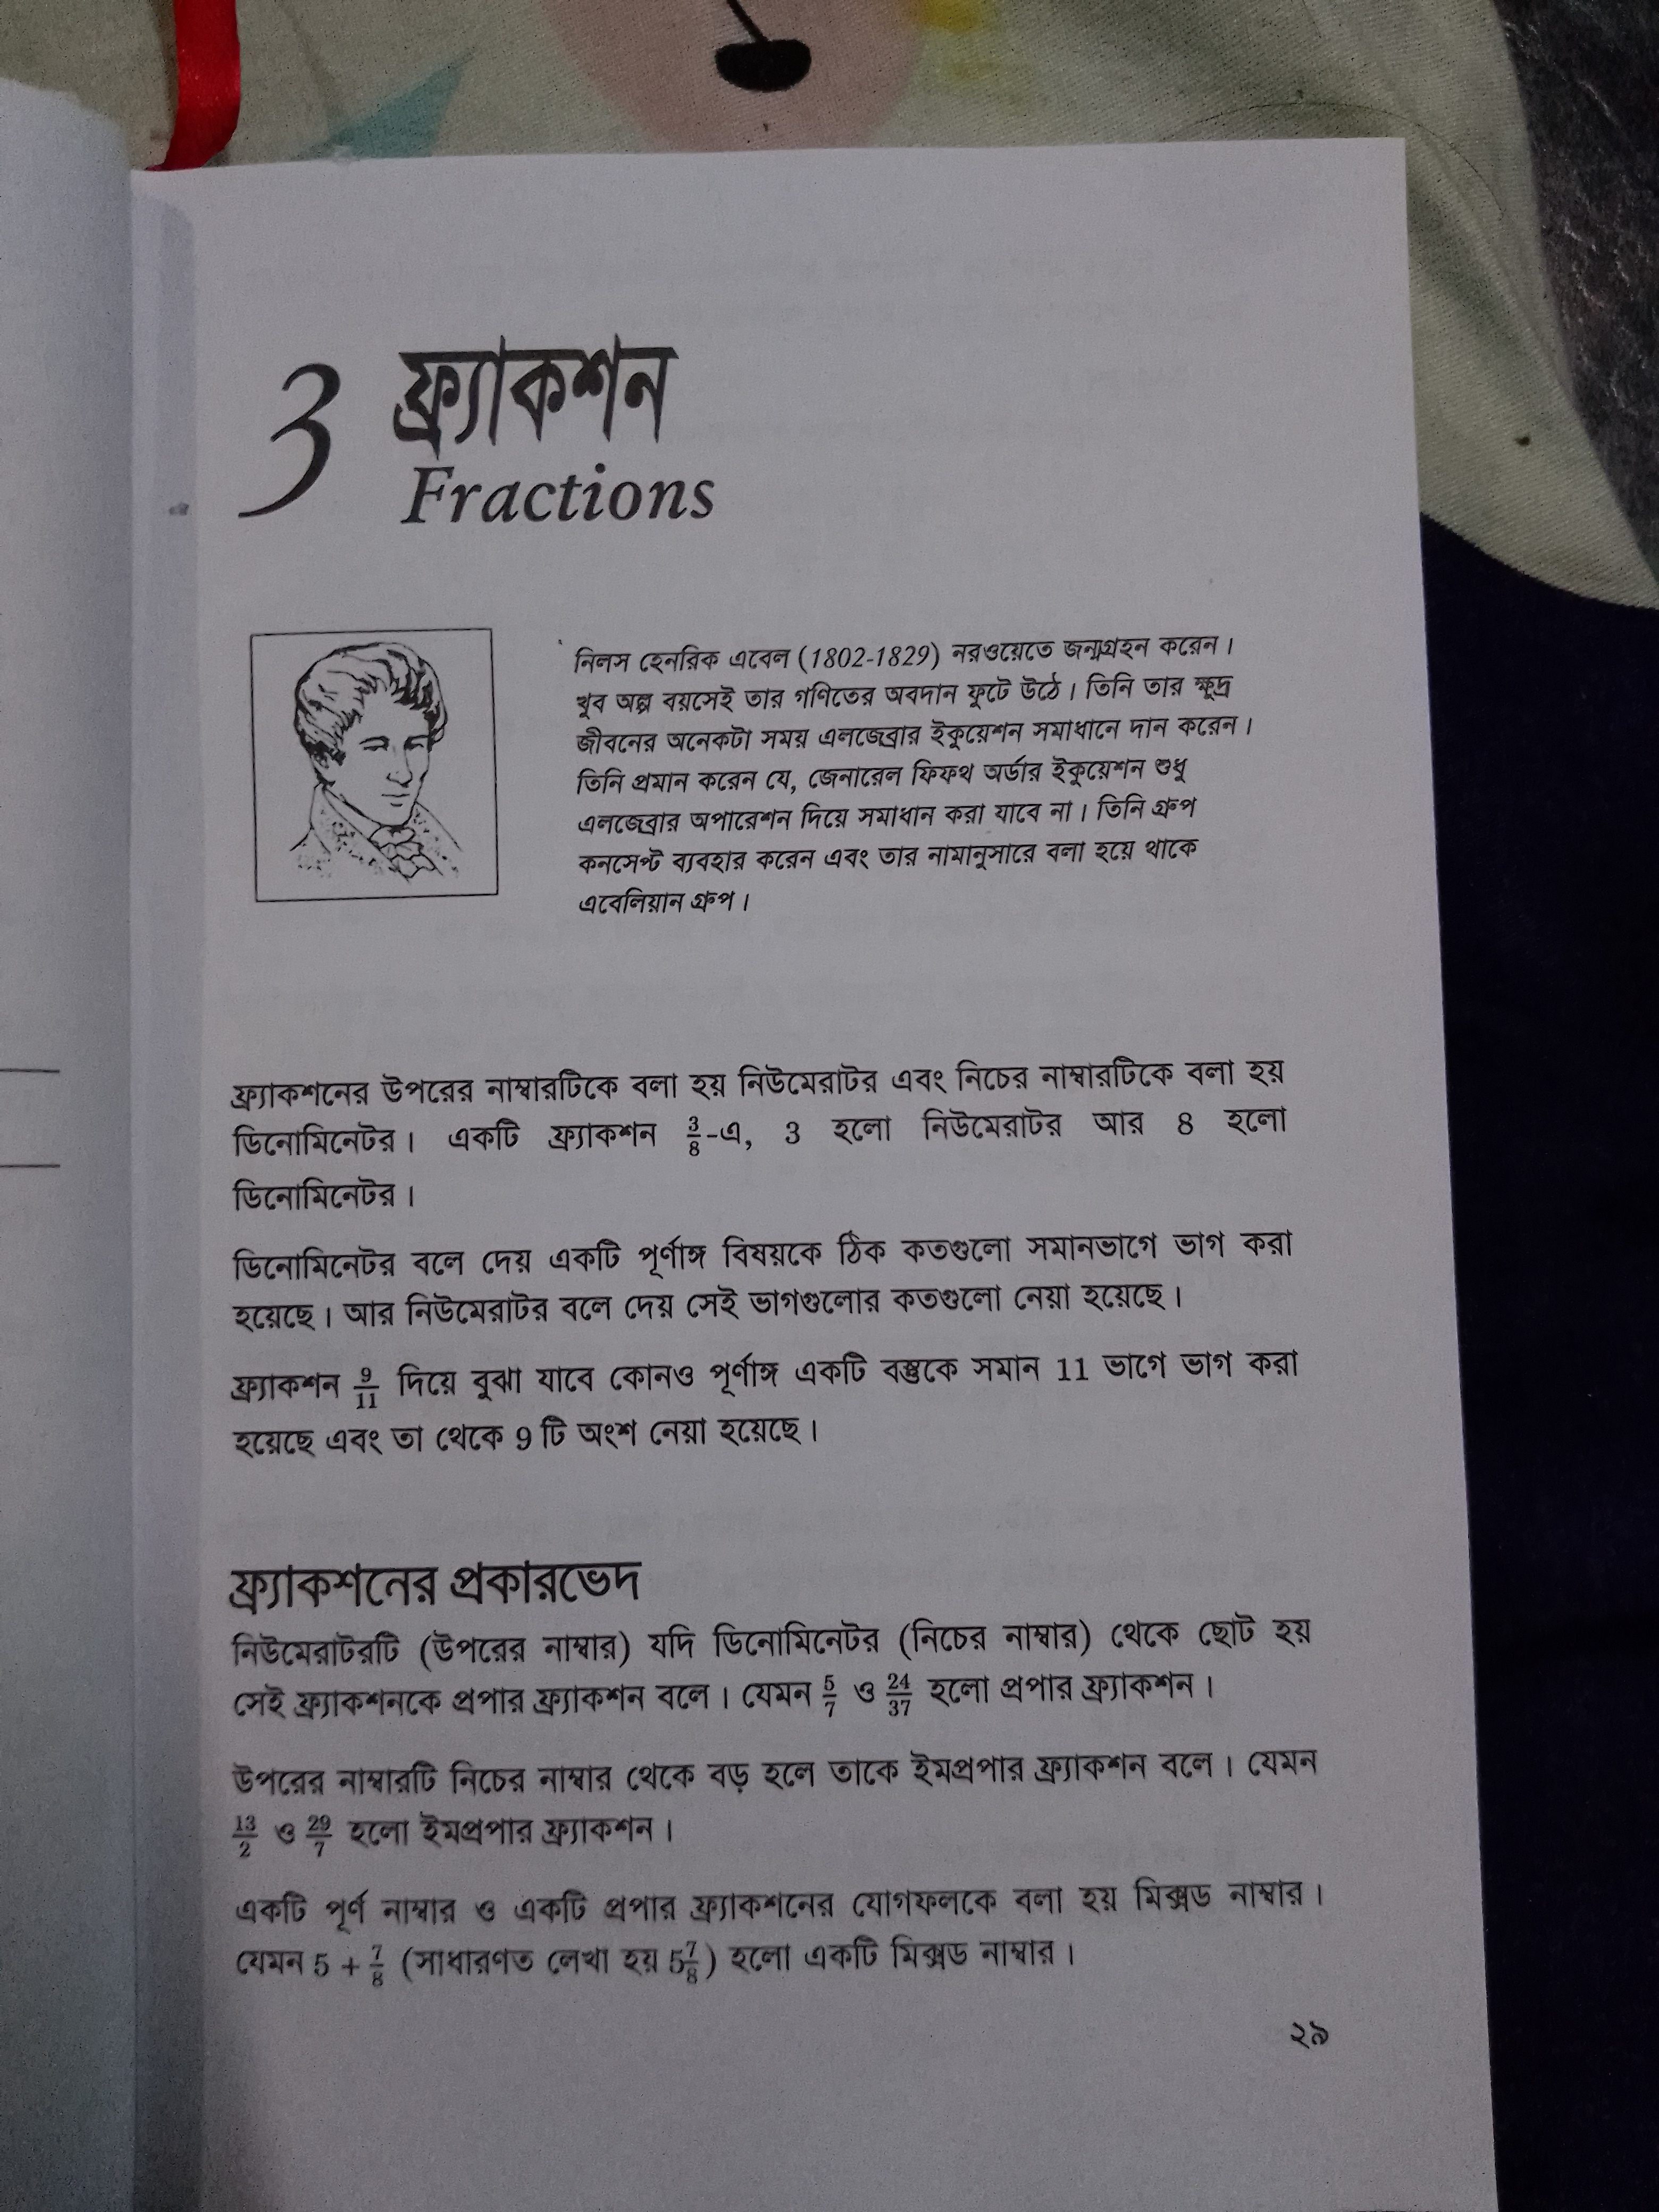 3 ফ্র্যাকশন
Fractions
নিলস হেনরিক এবেল (1802-1829) নরওয়েতে জন্মগ্রহন করেন।
খুব অল্প বয়সেই তার গণিতের অবদান ফুটে উঠে। তিনি তার ক্ষুদ্র
জীবনের অনেকটা সময় এলজেব্রার ইকুয়েশন সমাধানে দান করেন।
তিনি প্রমান করেন যে, জেনারেল ফিফথ অর্ডার ইকুয়েশন শুধু
এলজেব্রার অপারেশন দিয়ে সমাধান করা যাবে না। তিনি গ্রুপ
কনসেপ্ট ব্যবহার করেন এবং তার নামানুসারে বলা হয়ে থাকে
এবেলিয়ান গ্রুপ।
ফ্র্যাকশনের উপরের নাম্বারটিকে বলা হয় নিউমেরাটর এবং নিচের নাম্বারটিকে বলা হয়
ডিনোমিনেটর। একটি ফ্র্যাকশন 3/8-এ, 3 হলো নিউমেরাটর আর 8 হলো
ডিনোমিনেটর।
ডিনোমিনেটর বলে দেয় একটি পূর্ণাঙ্গ বিষয়কে ঠিক কতগুলো সমানভাগে ভাগ করা
হয়েছে। আর নিউমেরাটর বলে দেয় সেই ভাগগুলোর কতগুলো নেয়া হয়েছে।
ফ্র্যাকশন 9/11 দিয়ে বুঝা যাবে কোনও পূর্ণাঙ্গ একটি বস্তুকে সমান 11 ভাগে ভাগ করা
হয়েছে এবং তা থেকে 9 টি অংশ নেয়া হয়েছে।
ফ্র্যাকশনের প্রকারভেদ
নিউমেরাটরটি (উপরের নাম্বার) যদি ডিনোমিনেটর (নিচের নাম্বার) থেকে ছোট হয়
সেই ফ্র্যাকশনকে প্রপার ফ্র্যাকশন বলে। যেমন 5/7 ও 24/37 হলো প্রপার ফ্র্যাকশন।
উপরের নাম্বারটি নিচের নাম্বার থেকে বড় হলে তাকে ইমপ্রপার ফ্র্যাকশন বলে। যেমন
13/2 ও 29/7 হলো ইমপ্রপার ফ্র্যাকশন।
একটি পূর্ণ নাম্বার ও একটি প্রপার ফ্র্যাকশনের যোগফলকে বলা হয় মিক্সড নাম্বার।
যেমন 5 + 7/8 (সাধারণত লেখা হয় 5 7/8) হলো একটি মিক্সড নাম্বার।
২৯